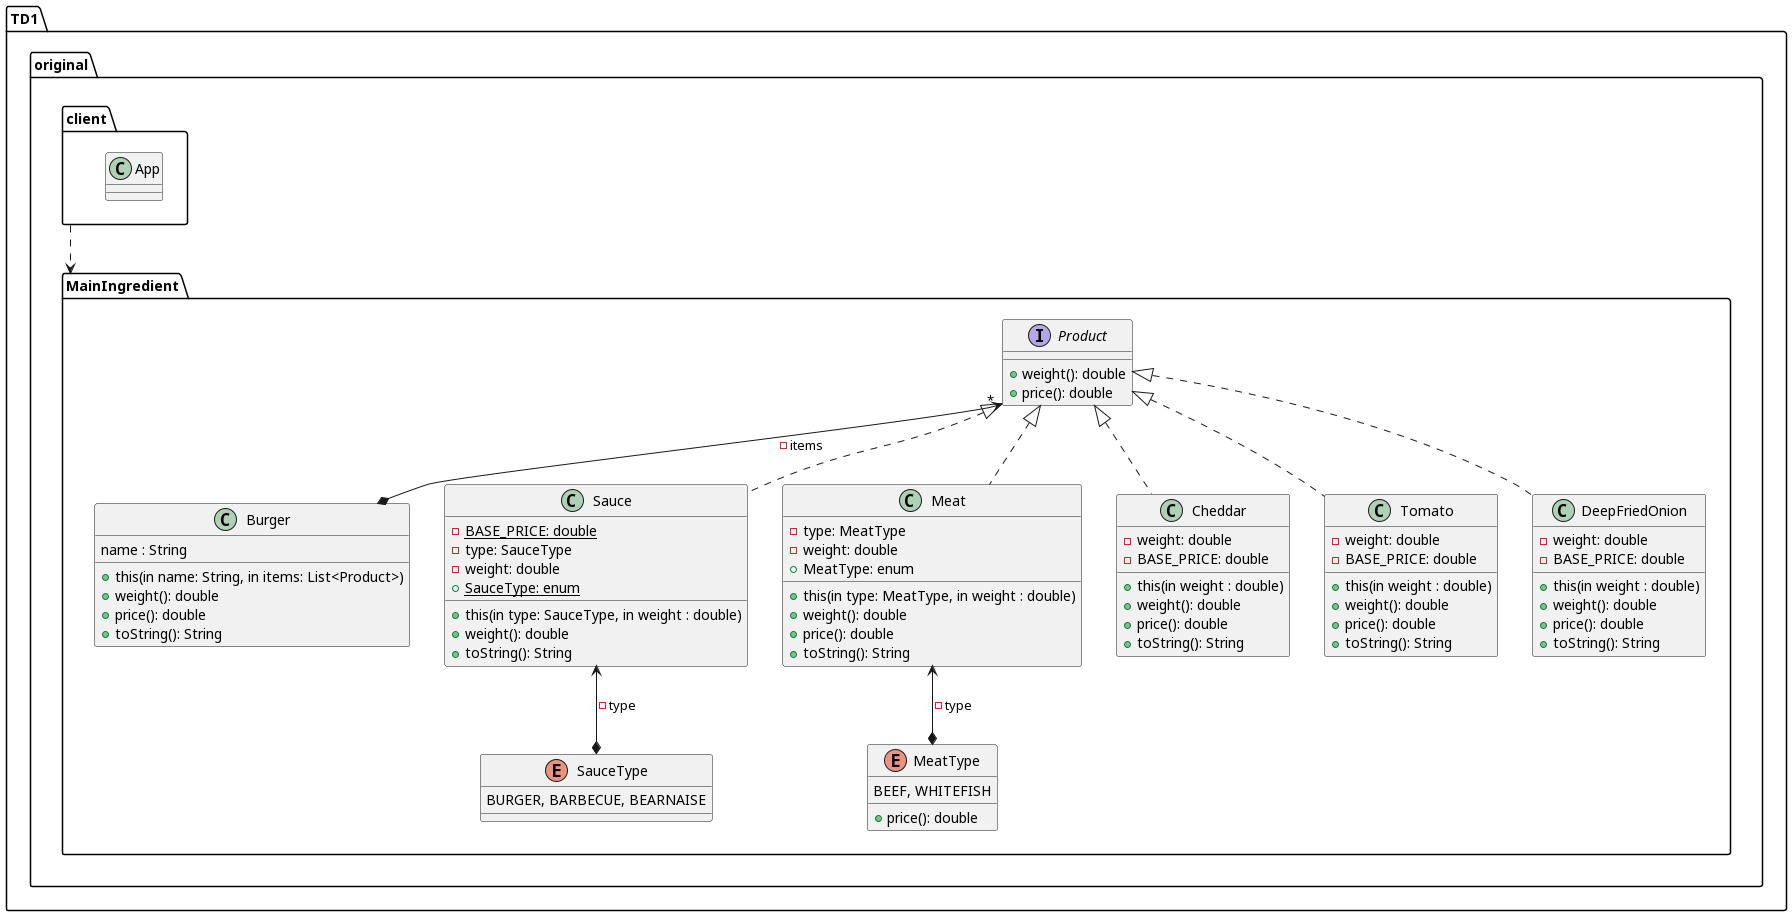 TD1
original
client
C App
MainIngredient
I Product
weight(): double
price(): double
*
items
C Burger
name : String
this(in name: String, in items: List<Product>)
weight(): double
price(): double
toString(): String
C Sauce
BASE_PRICE: double
type: SauceType
weight: double
SauceType: enum
this(in type: SauceType, in weight : double)
weight(): double
toString(): String
C Meat
type: MeatType
weight: double
MeatType: enum
this(in type: MeatType, in weight : double)
weight(): double
price(): double
toString(): String
C Cheddar
weight: double
BASE_PRICE: double
this(in weight : double)
weight(): double
price(): double
toString(): String
C Tomato
weight: double
BASE_PRICE: double
this(in weight : double)
weight(): double
price(): double
toString(): String
C DeepFriedOnion
weight: double
BASE_PRICE: double
this(in weight : double)
weight(): double
price(): double
toString(): String
type
type
E SauceType
BURGER, BARBECUE, BEARNAISE
E MeatType
BEEF, WHITEFISH
price(): double